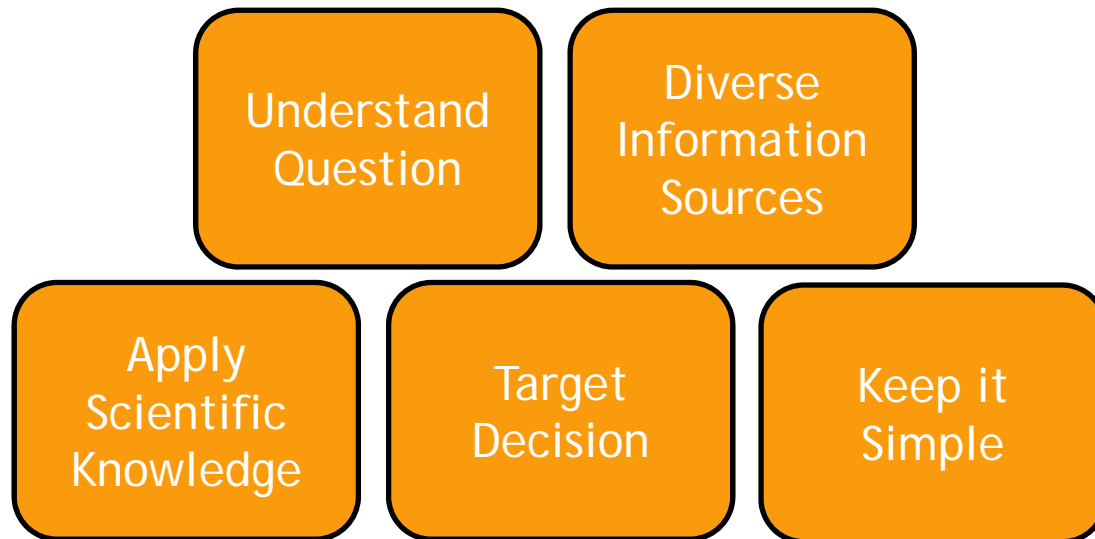 Understand
Question
Diverse
Information
Sources
Apply
Scientific
Knowledge
Target
Decision
Keep it
Simple